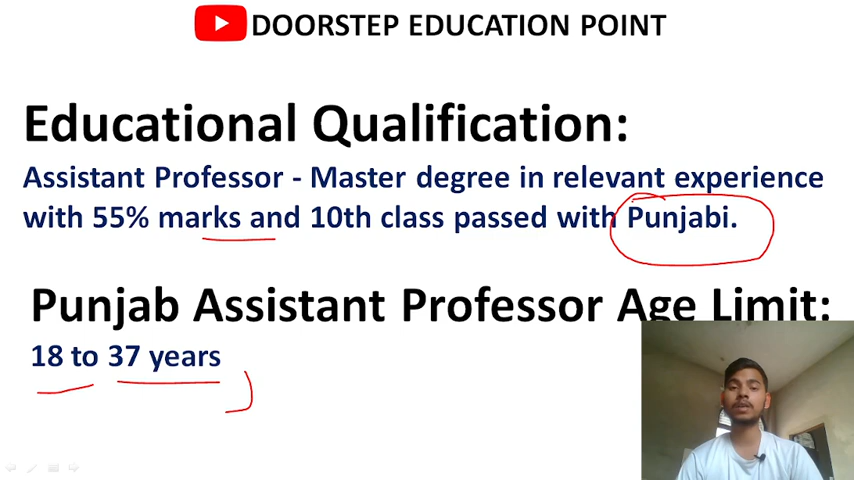 DOORSTEP EDUCATION POINT
Educational Qualification:
Assistant Professor - Master degree in relevant experience
with 55% marks and 10th class passed with Punjabi.
Punjab Assistant Professor Age Limit:
18 to 37 years